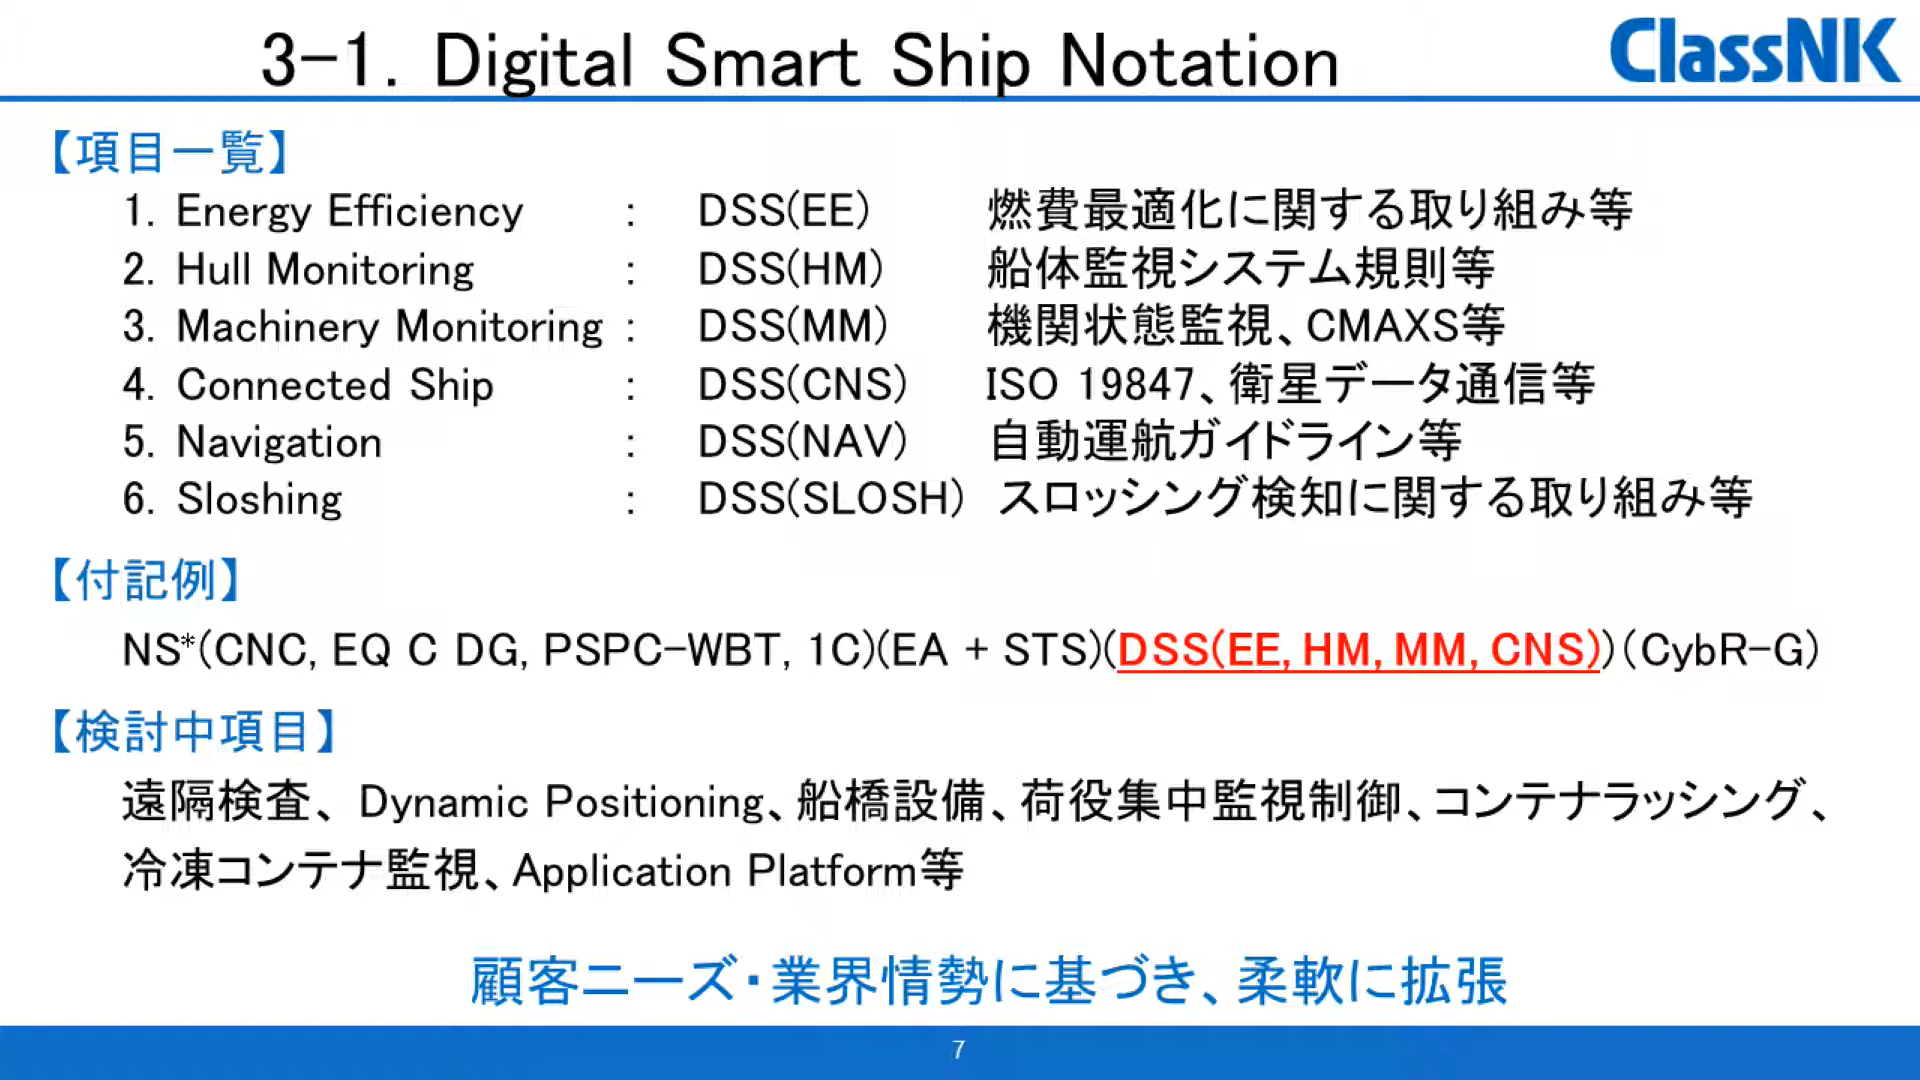 3-1. Digital Smart Ship Notation
ClassNK
【項目一覧】
1. Energy Efficiency : DSS(EE) 燃費最適化に関する取り組み等
2. Hull Monitoring : DSS(HM) 船体監視システム規則等
3. Machinery Monitoring : DSS(MM) 機関状態監視、CMAXS等
4. Connected Ship : DSS(CNS) ISO 19847、衛星データ通信等
5. Navigation : DSS(NAV) 自動運航ガイドライン等
6. Sloshing : DSS(SLOSH) スロッシング検知に関する取り組み等
【付記例】
NS*(CNC, EQ C DG, PSPC-WBT, 1C)(EA + STS)(DSS(EE, HM, MM, CNS))(CybR-G)
【検討中項目】
遠隔検査、Dynamic Positioning、船橋設備、荷役集中監視制御、コンテナラッシング、
冷凍コンテナ監視、Application Platform等
顧客ニーズ・業界情勢に基づき、柔軟に拡張
7